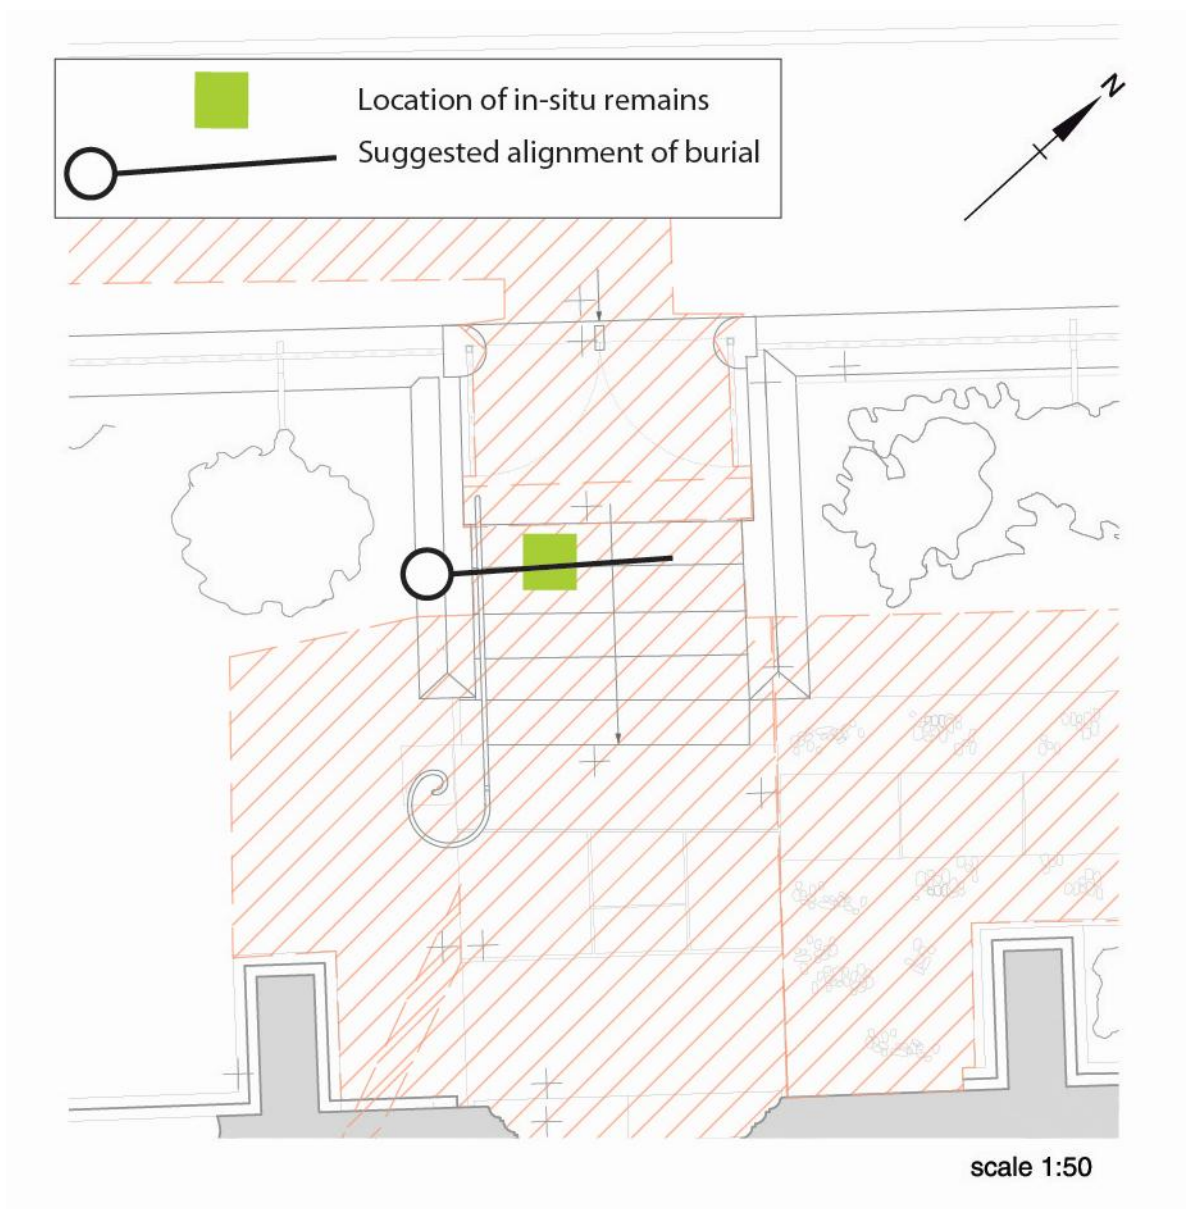 Location of in-situ remains
N
Suggested alignment of burial
scale 1:50